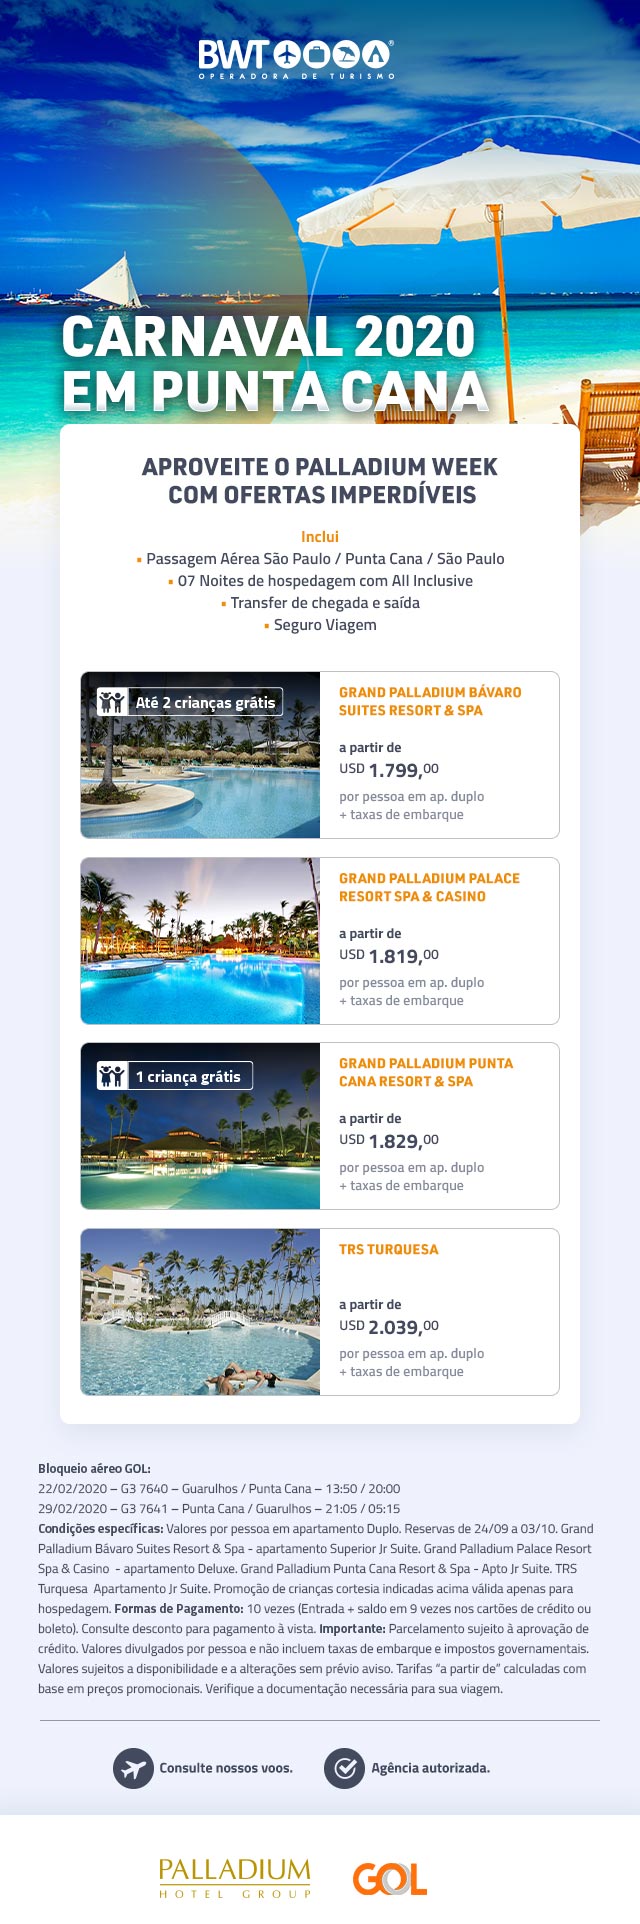 BWT
OPERADORA DE TURISMO
CARNAVAL 2020
EM PUNTA CANA
APROVEITE O PALLADIUM WEEK
COM OFERTAS IMPERDÍVEIS
Inclui
▪ Passagem Aérea São Paulo / Punta Cana / São Paulo
▪ 07 Noites de hospedagem com All Inclusive
▪ Transfer de chegada e saída
▪ Seguro Viagem
Até 2 crianças grátis
GRAND PALLADIUM BÁVARO
SUITES RESORT & SPA
a partir de
USD 1.799,00
por pessoa em ap. duplo
+ taxas de embarque
GRAND PALLADIUM PALACE
RESORT SPA & CASINO
a partir de
USD 1.819,00
por pessoa em ap. duplo
+ taxas de embarque
1 criança grátis
GRAND PALLADIUM PUNTA
CANA RESORT & SPA
a partir de
USD 1.829,00
por pessoa em ap. duplo
+ taxas de embarque
TRS TURQUESA
a partir de
USD 2.039,00
por pessoa em ap. duplo
+ taxas de embarque
Bloqueio aéreo GOL:
22/02/2020 – G3 7640 – Guarulhos / Punta Cana – 13:50 / 20:00
29/02/2020 – G3 7641 – Punta Cana / Guarulhos – 21:05 / 05:15
Condições específicas: Valores por pessoa em apartamento Duplo. Reservas de 24/09 a 03/10. Grand
Palladium Bávaro Suites Resort & Spa - apartamento Superior Jr Suite. Grand Palladium Palace Resort
Spa & Casino - apartamento Deluxe. Grand Palladium Punta Cana Resort & Spa - Apto Jr Suite. TRS
Turquesa Apartamento Jr Suite. Promoção de crianças cortesia indicadas acima válida apenas para
hospedagem. Formas de Pagamento: 10 vezes (Entrada + saldo em 9 vezes nos cartões de crédito ou
boleto). Consulte desconto para pagamento à vista. Importante: Parcelamento sujeito à aprovação de
crédito. Valores divulgados por pessoa e não incluem taxas de embarque e impostos governamentais.
Valores sujeitos a disponibilidade e a alterações sem prévio aviso. Tarifas “a partir de” calculadas com
base em preços promocionais. Verifique a documentação necessária para sua viagem.
Consulte nossos voos.
Agência autorizada.
PALLADIUM
HOTEL GROUP
GOL